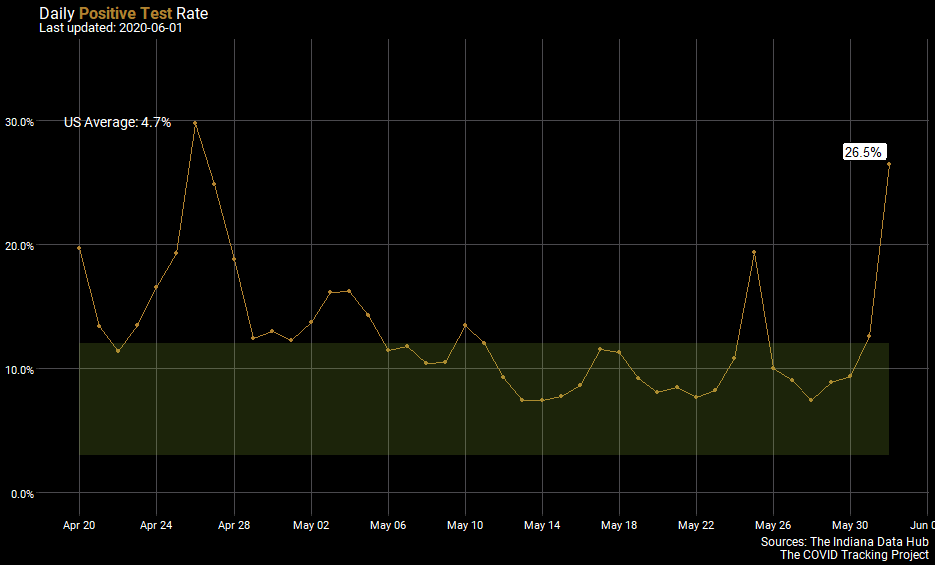 Daily Positive Test Rate
Last updated: 2020-06-01
30.0%
US Average: 4.7%
26.5%
20.0%
10.0%
0.0%
Apr 20 Apr 24 Apr 28 May 02 May 06 May 10 May 14 May 18 May 22 May 26 May 30 Jun
Sources: The Indiana Data Hub
The COVID Tracking Project